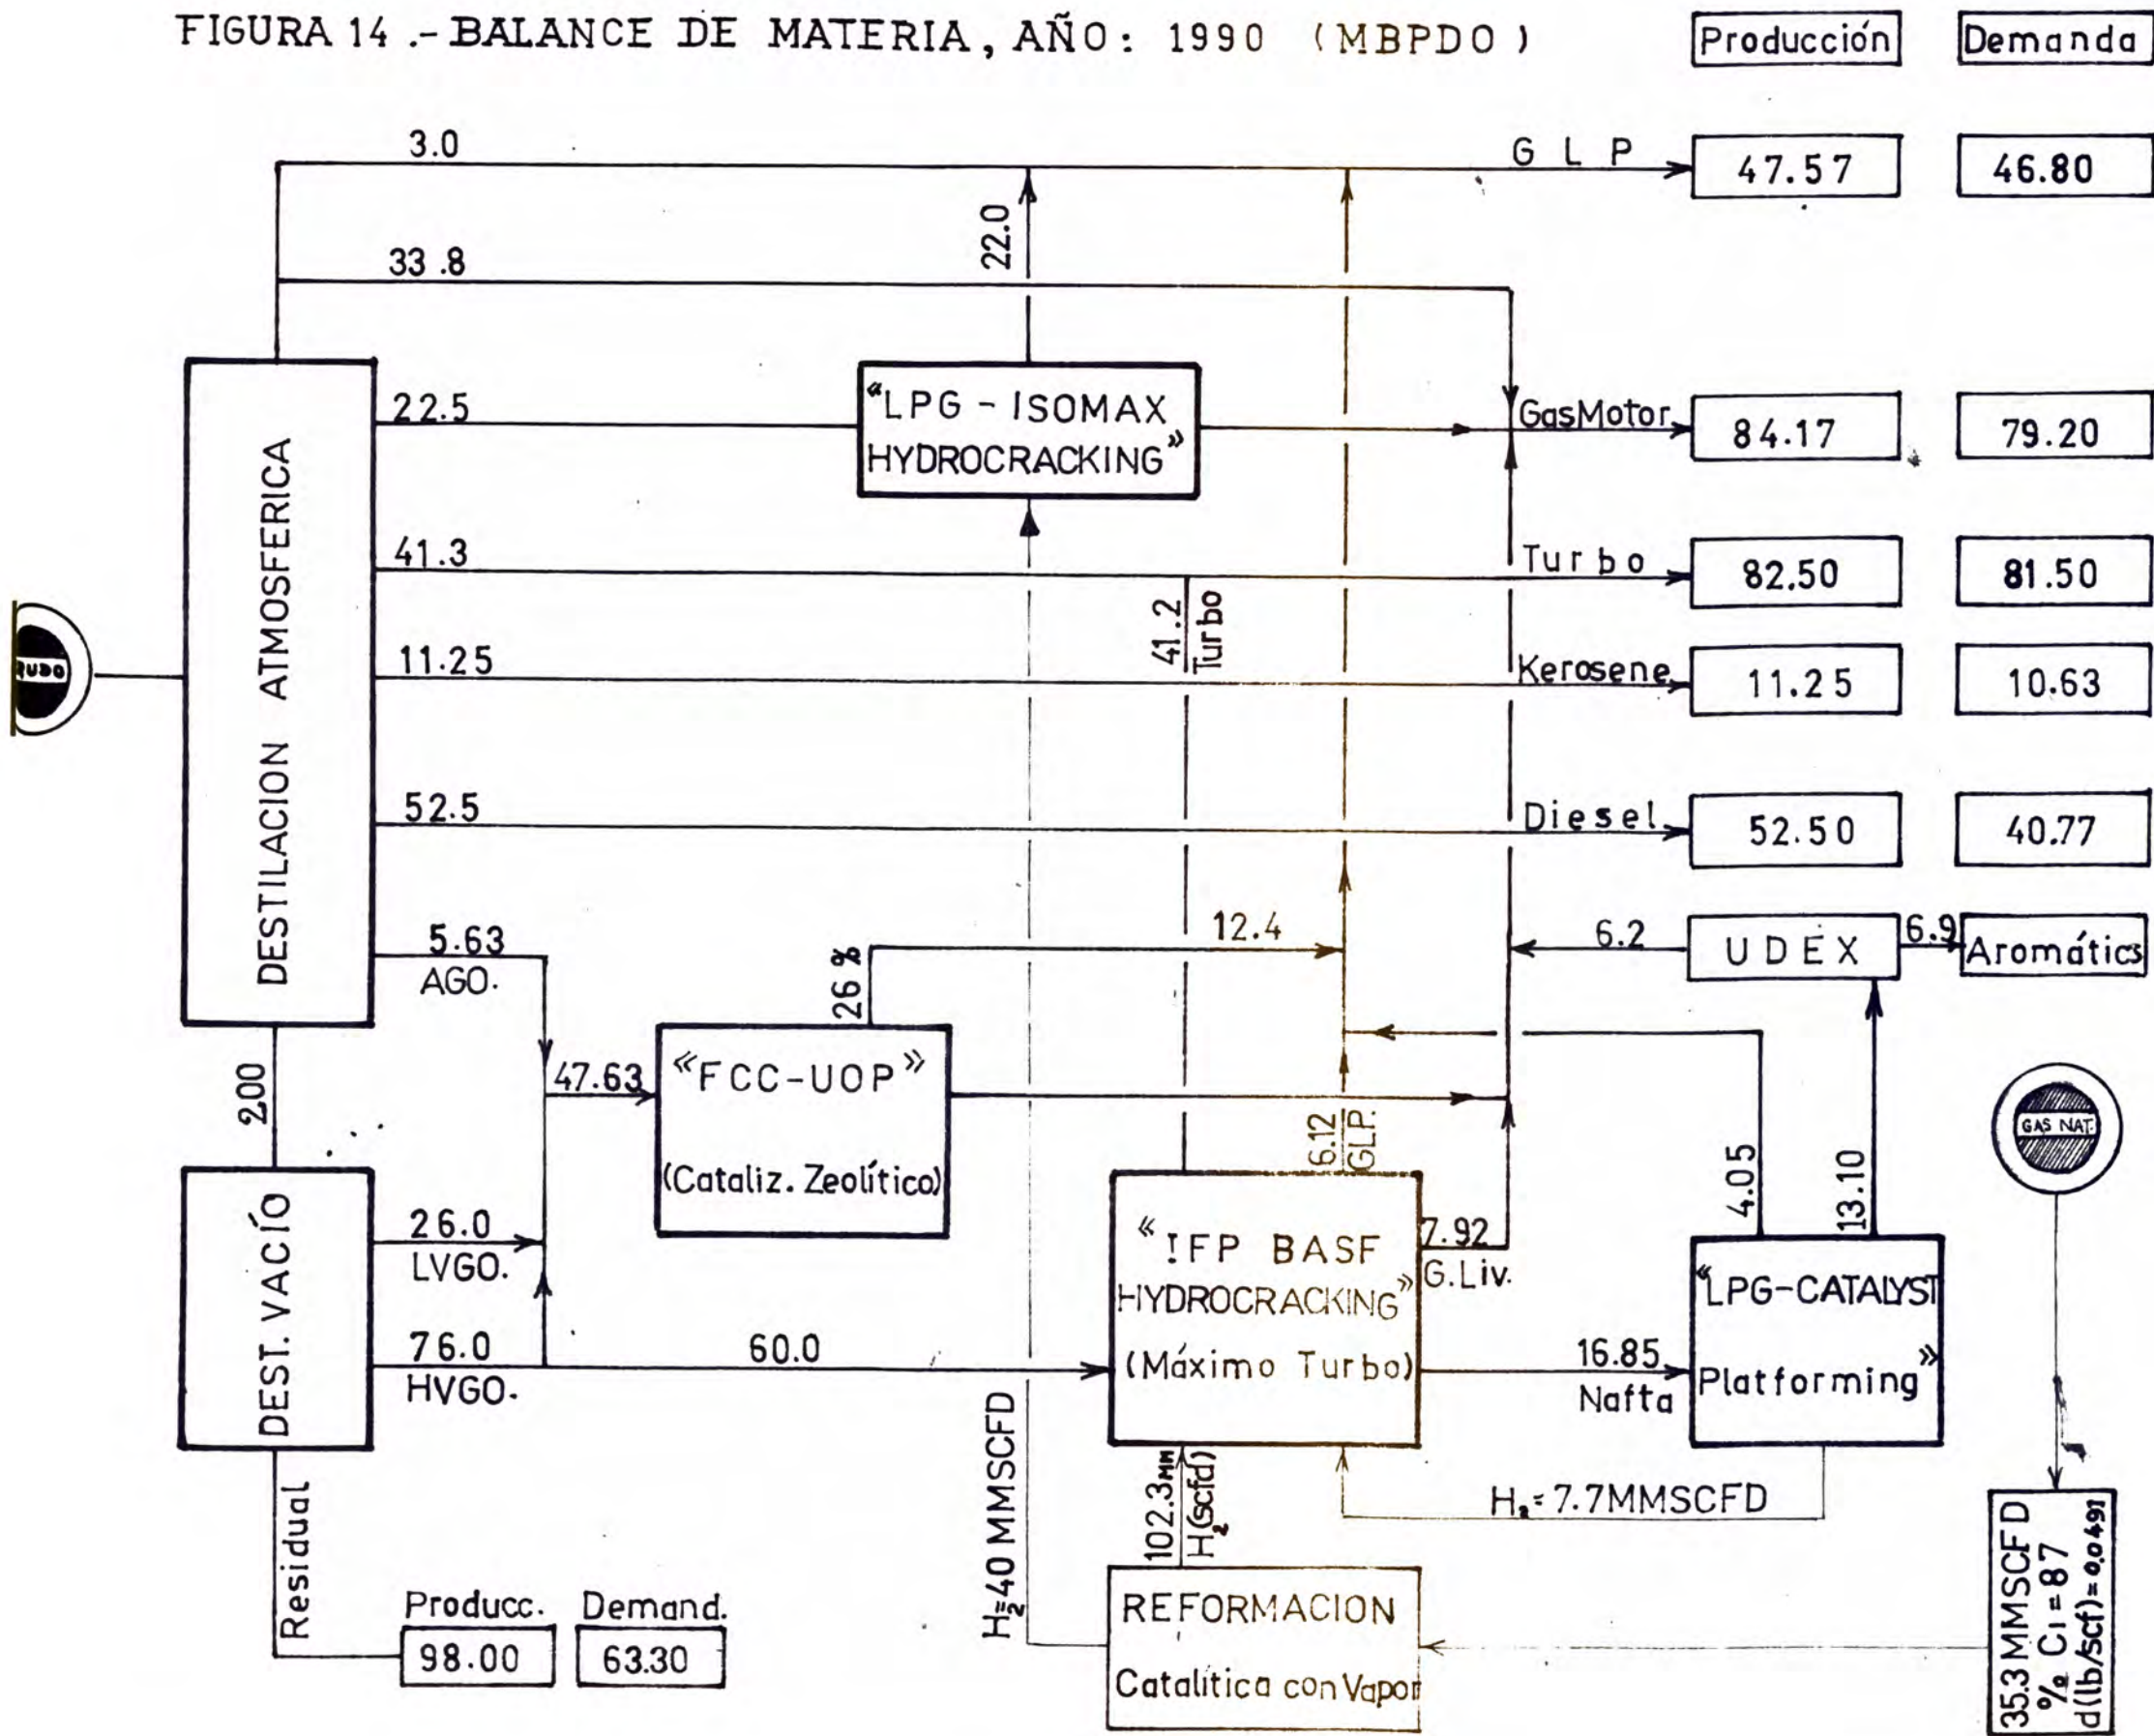 FIGURA 14 .- BALANCE DE MATERIA, AÑO: 1990 (MBPDO)
Producción
Demanda
3.0
G L P
47.57
46.80
33.8
22.0
22.5
"LPG - ISOMAX
HYDROCRACKING"
GasMotor
84.17
79.20
DESTILACION ATMOSFERICA
41.3
Turbo
82.50
81.50
41.2
Turbo
RUDO
11.25
Kerosene
11.25
10.63
52.5
Diesel
52.50
40.77
5.63
AGO.
26 %
12.4
6.2
UDEX
6.9
Aromátics
2,00
47.63
«FCC-UOP»
(Cataliz. Zeolítico)
6.12
GLP.
4.05
13.10
GAS NAT.
DEST. VACÍO
26.0
LVGO.
76.0
HVGO.
60.0
« IFP BASF
HYDROCRACKING»
(Máximo Turbo)
7.92
G.Liv.
16.85
Nafta
"LPG-CATALYST
Platforming»
H₂=40 MMSCFD
102.3 MM
H₂(scfd)
H₂=7.7MMSCFD
Residual
Producc.
Demand.
98.00
63.30
REFORMACION
Catalitica con Vapor
35.3 MMSCFD
% C1=87
d(lb/scf)=0.0491